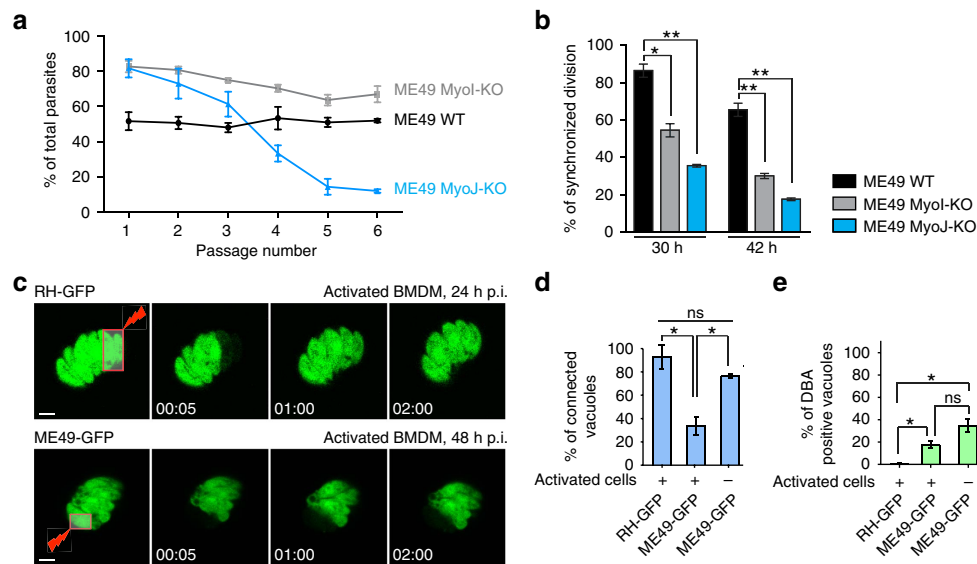 a
% of total parasites
100
80
60
40
20
0
1 2 3 4 5 6
Passage number
ME49 MyoI-KO
ME49 WT
ME49 MyoJ-KO
b
% of synchronized division
100
80
60
40
20
0
** 
*
**
**
30 h 42 h
ME49 WT
ME49 MyoI-KO
ME49 MyoJ-KO
c
RH-GFP Activated BMDM, 24 h p.i.
00:05 01:00 02:00
ME49-GFP Activated BMDM, 48 h p.i.
00:05 01:00 02:00
d
ns
* *
% of connected
vacuoles
100
80
60
40
20
0
Activated cells + + –
RH-GFP ME49-GFP ME49-GFP
e
% of DBA
positive vacuoles
100
80
60
40
20
0
*
ns
*
Activated cells + + –
RH-GFP ME49-GFP ME49-GFP